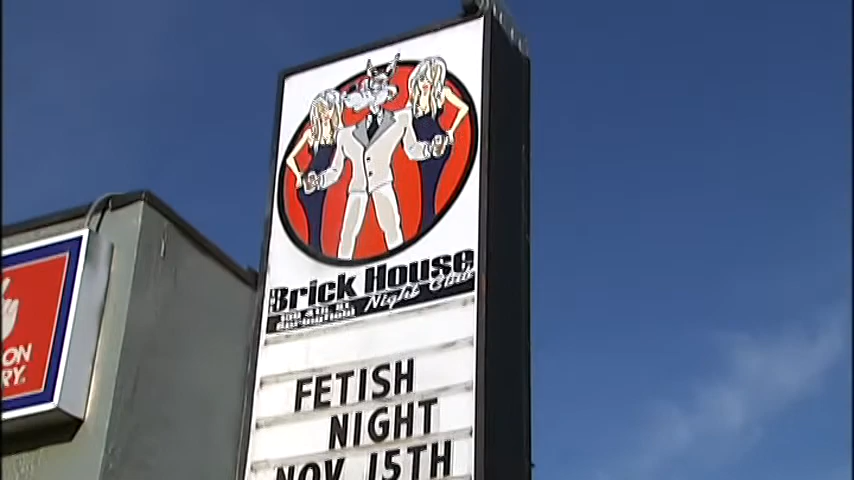 Brick House
Night Club
FETISH
NIGHT
NOV 15TH
ON
RY.